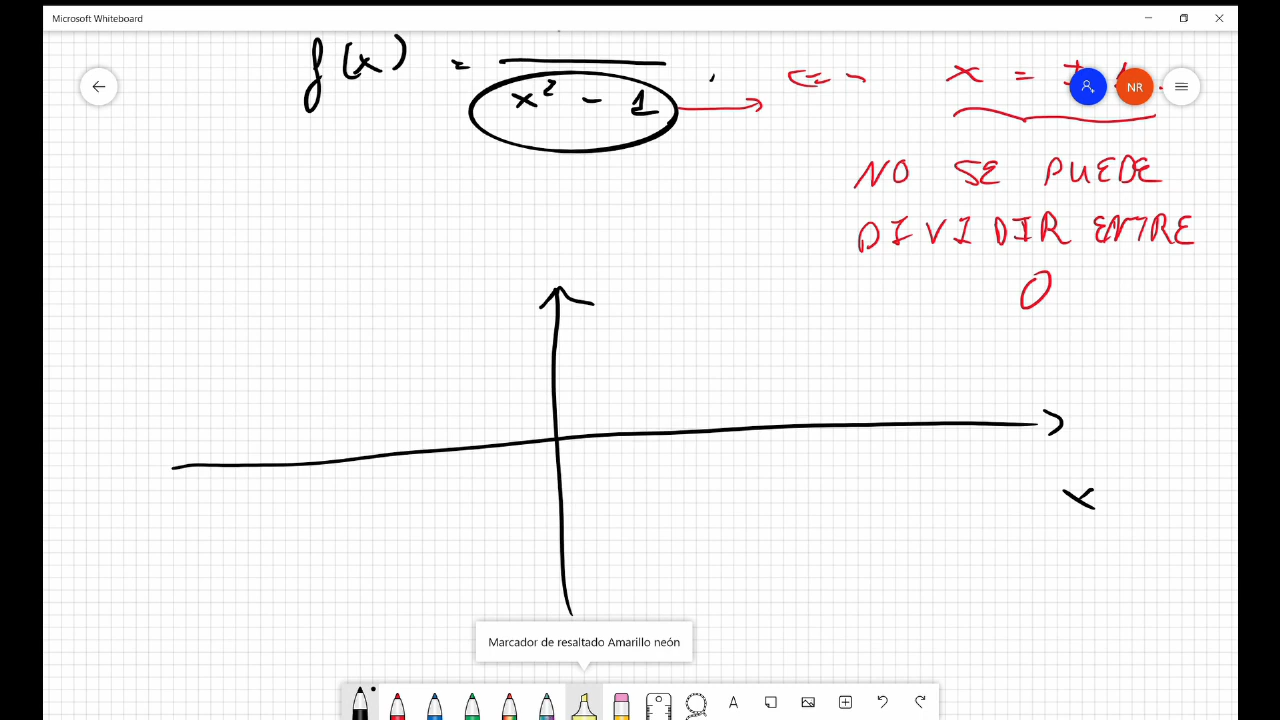 Microsoft Whiteboard
f(x) =
x² - 1
x = ±
NR
NO SE PUEDE
DIVIDIR ENTRE
0
x
Marcador de resaltado Amarillo neón
A